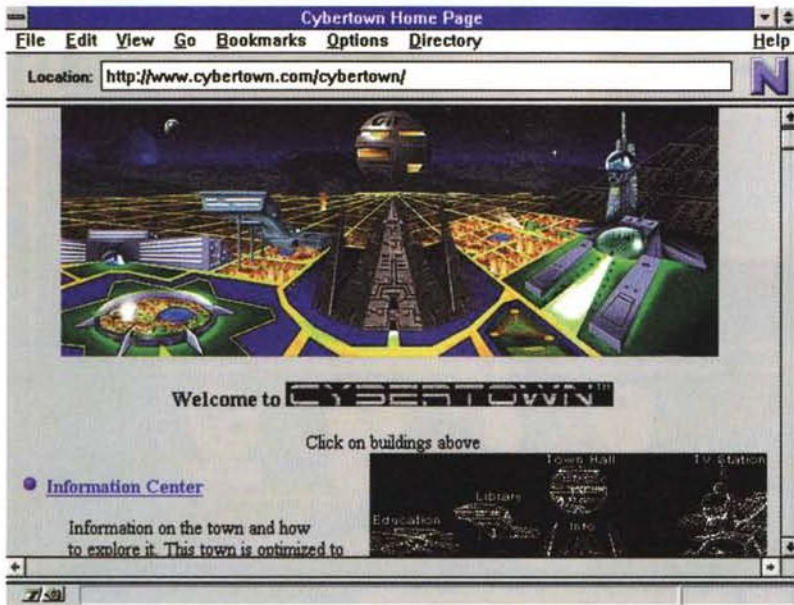 Cybertown Home Page
File Edit View Go Bookmarks Options Directory Help
Location: http://www.cybertown.com/cybertown/
N
Welcome to CYBERTOWN™
Click on buildings above
Information Center
Information on the town and how
to explore it. This town is optimized to
Town Hall
TV Station
Library
Education
Info